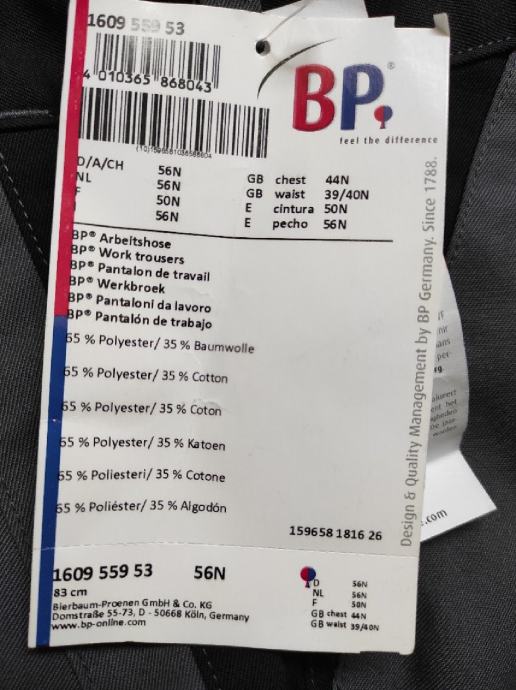 1609 559 53
4 010365 868043
BP®
feel the difference
D/A/CH 56N
NL 56N
F 50N
I 56N
GB chest 44N
GB waist 39/40N
E cintura 50N
E pecho 56N
BP® Arbeitshose
BP® Work trousers
BP® Pantalon de travail
BP® Werkbroek
BP® Pantaloni da lavoro
BP® Pantalón de trabajo
65 % Polyester/ 35 % Baumwolle
65 % Polyester/ 35 % Cotton
65 % Polyester/ 35 % Coton
65 % Polyester/ 35 % Katoen
65 % Poliesteri/ 35 % Cotone
65 % Poliéster/ 35 % Algodón
159658 1816 26
Design & Quality Management by BP Germany. Since 1788.
1609 559 53 56N
83 cm
Bierbaum-Proenen GmbH & Co. KG
Domstraße 55-73, D - 50668 Köln, Germany
www.bp-online.com
D 56N
NL 56N
F 50N
GB chest 44N
GB waist 39/40N
.com